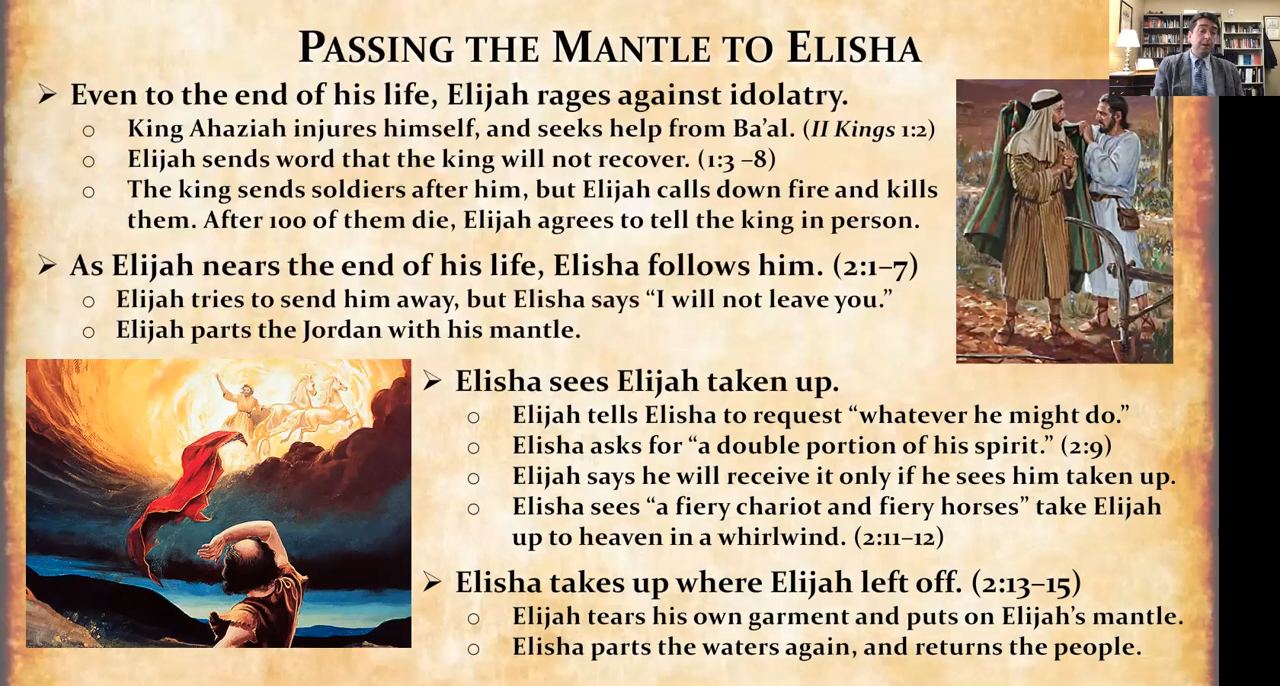 PASSING THE MANTLE TO ELISHA
➢ Even to the end of his life, Elijah rages against idolatry.
○ King Ahaziah injures himself, and seeks help from Ba’al. (II Kings 1:2)
○ Elijah sends word that the king will not recover. (1:3 –8)
○ The king sends soldiers after him, but Elijah calls down fire and kills
them. After 100 of them die, Elijah agrees to tell the king in person.
➢ As Elijah nears the end of his life, Elisha follows him. (2:1–7)
○ Elijah tries to send him away, but Elisha says “I will not leave you.”
○ Elijah parts the Jordan with his mantle.
➢ Elisha sees Elijah taken up.
○ Elijah tells Elisha to request “whatever he might do.”
○ Elisha asks for “a double portion of his spirit.” (2:9)
○ Elijah says he will receive it only if he sees him taken up.
○ Elisha sees “a fiery chariot and fiery horses” take Elijah
up to heaven in a whirlwind. (2:11–12)
➢ Elisha takes up where Elijah left off. (2:13–15)
○ Elijah tears his own garment and puts on Elijah’s mantle.
○ Elisha parts the waters again, and returns the people.